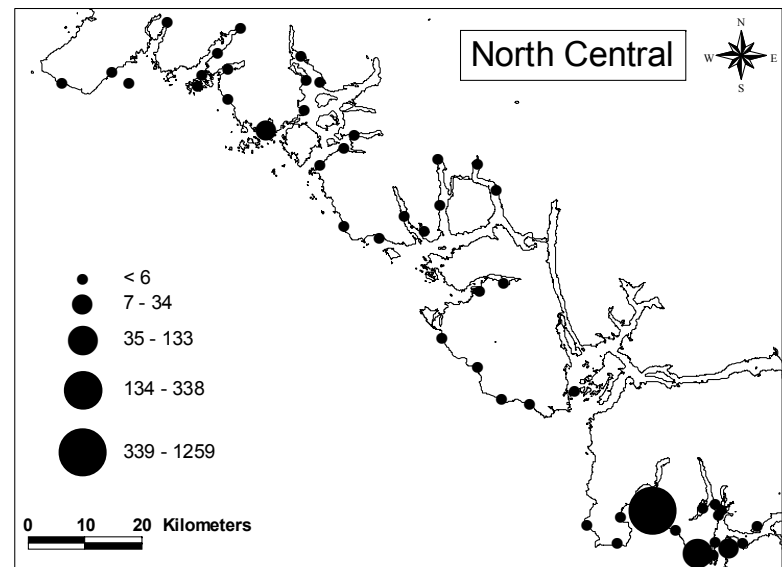 North Central
N
W E
S
< 6
7 - 34
35 - 133
134 - 338
339 - 1259
0 10 20 Kilometers